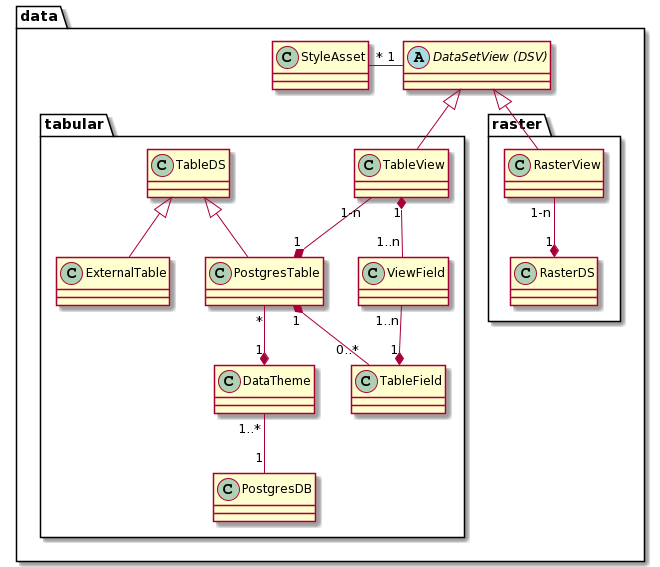 data
C StyleAsset
* 1
A DataSetView (DSV)
tabular
raster
C TableDS
C TableView
C RasterView
1-n
1
1-n
1
1..n
1
C ExternalTable
C PostgresTable
C ViewField
C RasterDS
*
1
1..n
1
0..*
1
C DataTheme
C TableField
1..*
1
C PostgresDB